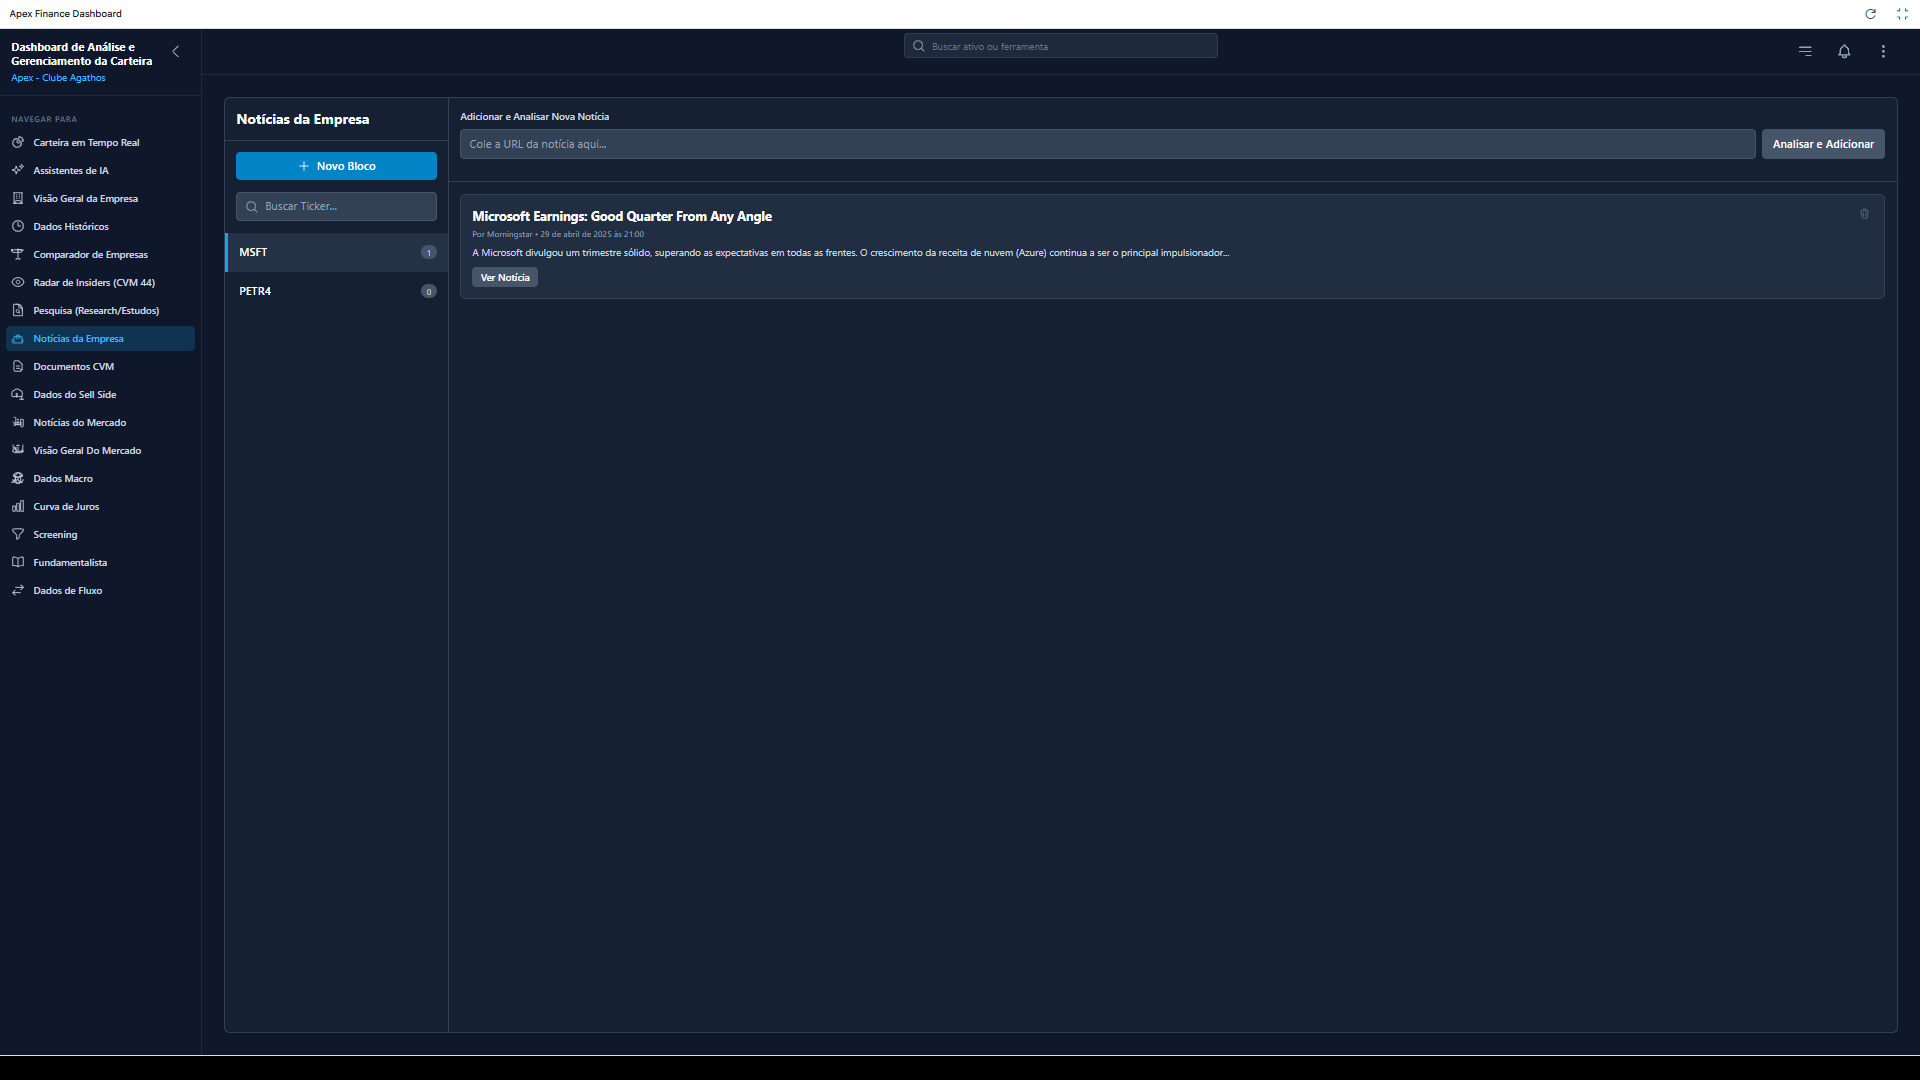 Apex Finance Dashboard
Dashboard de Análise e
Gerenciamento da Carteira
Apex - Clube Agathos
Buscar ativo ou ferramenta
NAVEGAR PARA
Carteira em Tempo Real
Assistentes de IA
Visão Geral da Empresa
Dados Históricos
Comparador de Empresas
Radar de Insiders (CVM 44)
Pesquisa (Research/Estudos)
Notícias da Empresa
Documentos CVM
Dados do Sell Side
Notícias do Mercado
Visão Geral Do Mercado
Dados Macro
Curva de Juros
Screening
Fundamentalista
Dados de Fluxo
Notícias da Empresa
Novo Bloco
Buscar Ticker...
MSFT 1
PETR4 0
Adicionar e Analisar Nova Notícia
Cole a URL da notícia aqui...
Analisar e Adicionar
Microsoft Earnings: Good Quarter From Any Angle
Por Morningstar • 29 de abril de 2025 às 21:00
A Microsoft divulgou um trimestre sólido, superando as expectativas em todas as frentes. O crescimento da receita de nuvem (Azure) continua a ser o principal impulsionador...
Ver Notícia